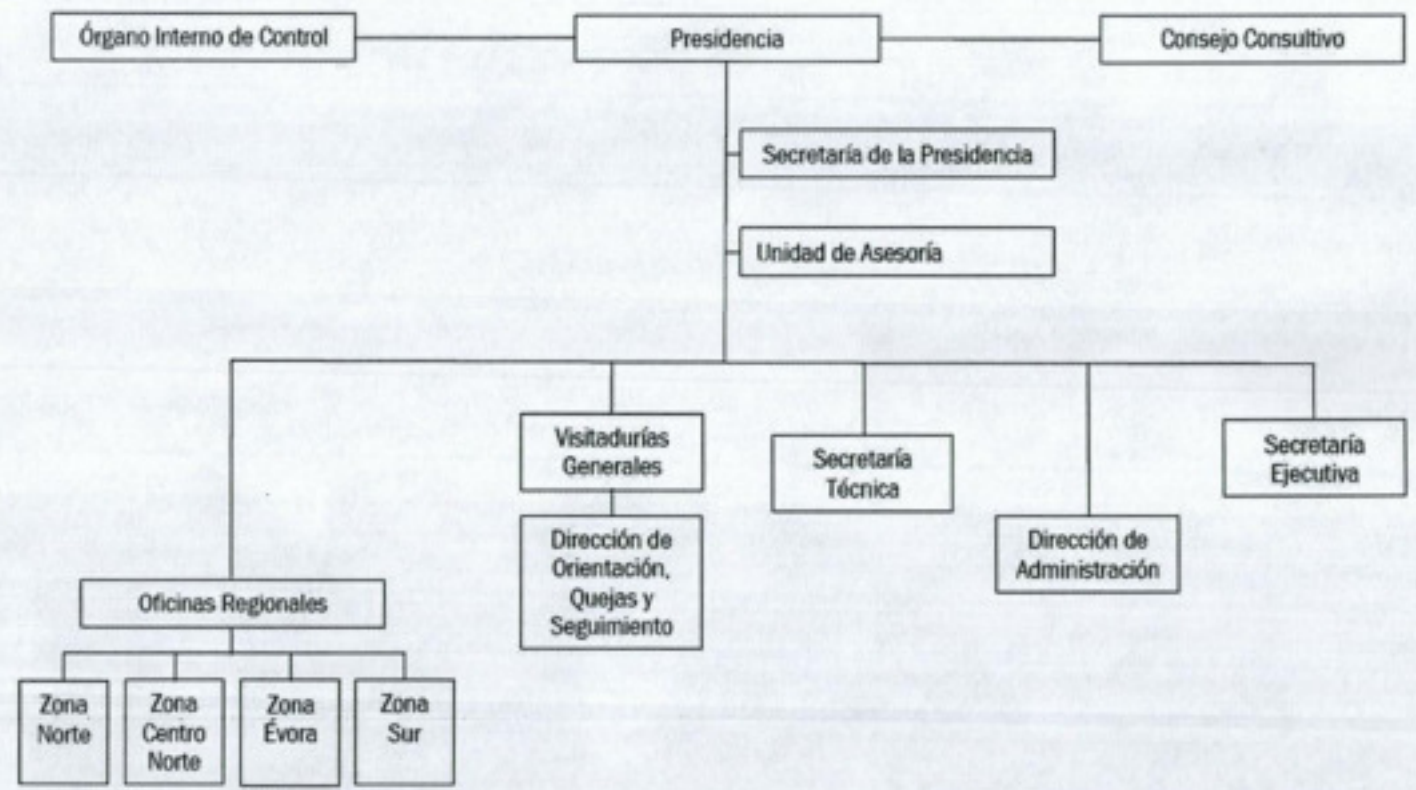 Órgano Interno de Control
Presidencia
Consejo Consultivo
Secretaría de la Presidencia
Unidad de Asesoría
Visitadurías
Generales
Secretaría
Técnica
Secretaría
Ejecutiva
Dirección de
Orientación,
Quejas y
Seguimiento
Dirección de
Administración
Oficinas Regionales
Zona
Norte
Zona
Centro
Norte
Zona
Évora
Zona
Sur